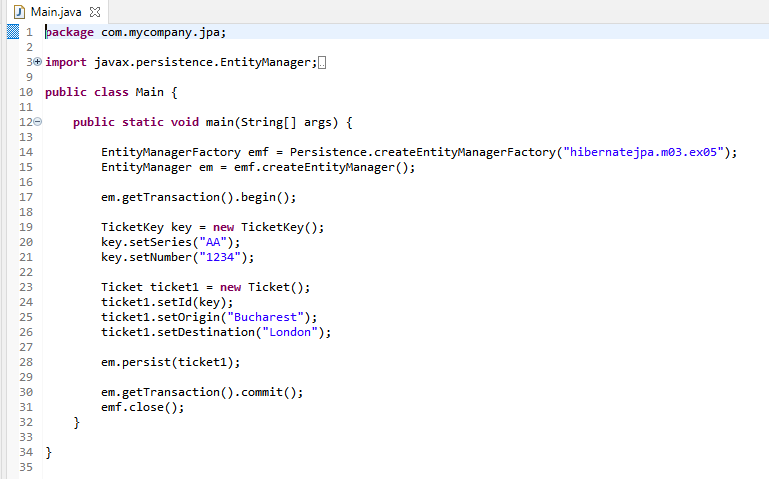 Main.java
1 package com.mycompany.jpa;
2
3 import javax.persistence.EntityManager;
9
10 public class Main {
11
12     public static void main(String[] args) {
13
14         EntityManagerFactory emf = Persistence.createEntityManagerFactory("hibernatejpa.m03.ex05");
15         EntityManager em = emf.createEntityManager();
16
17         em.getTransaction().begin();
18
19         TicketKey key = new TicketKey();
20         key.setSeries("AA");
21         key.setNumber("1234");
22
23         Ticket ticket1 = new Ticket();
24         ticket1.setId(key);
25         ticket1.setOrigin("Bucharest");
26         ticket1.setDestination("London");
27
28         em.persist(ticket1);
29
30         em.getTransaction().commit();
31         emf.close();
32     }
33
34 }
35